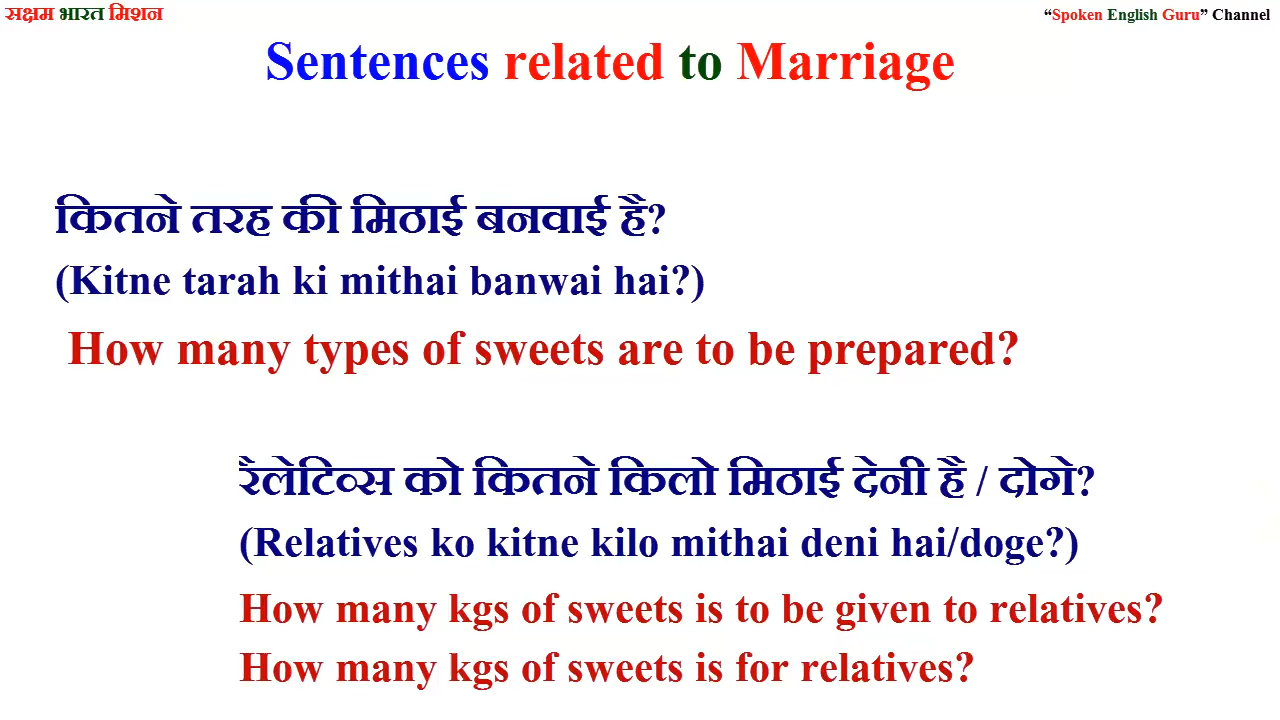 सक्षम भारत मिशन
“Spoken English Guru” Channel
Sentences related to Marriage
कितने तरह की मिठाई बनवाई है?
(Kitne tarah ki mithai banwai hai?)
How many types of sweets are to be prepared?
रैलेटिव्स को कितने किलो मिठाई देनी है / दोगे?
(Relatives ko kitne kilo mithai deni hai/doge?)
How many kgs of sweets is to be given to relatives?
How many kgs of sweets is for relatives?